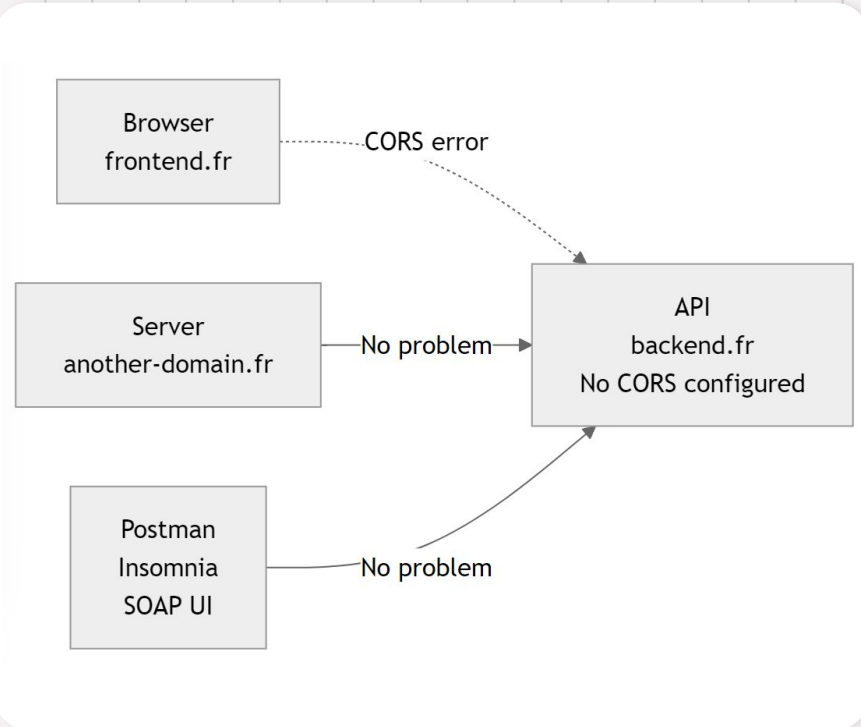 Browser
frontend.fr
CORS error
Server
another-domain.fr
No problem
API
backend.fr
No CORS configured
Postman
Insomnia
SOAP UI
No problem